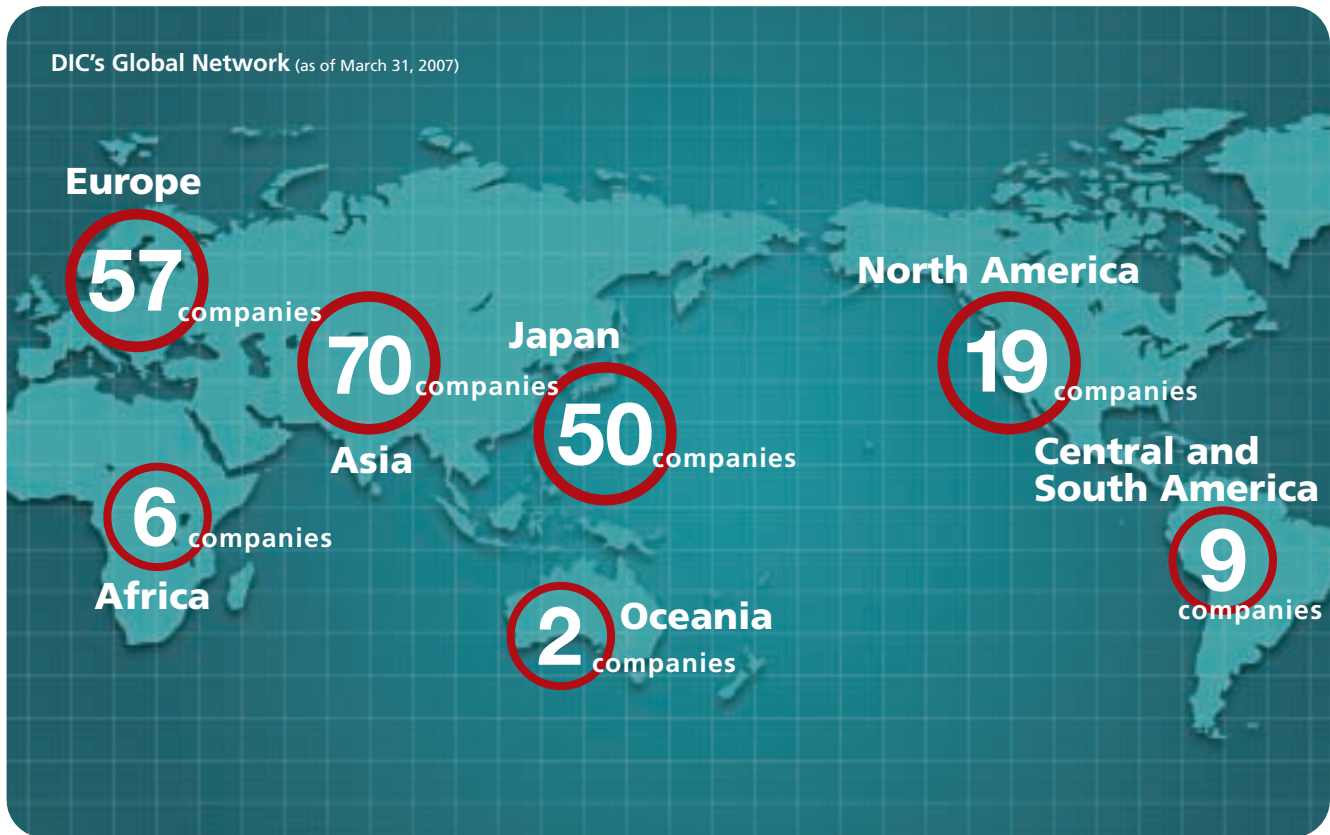 DIC's Global Network (as of March 31, 2007)
Europe
57 companies
70 companies
Asia
Japan
50 companies
6 companies
Africa
2 companies
Oceania
North America
19 companies
Central and
South America
9
companies